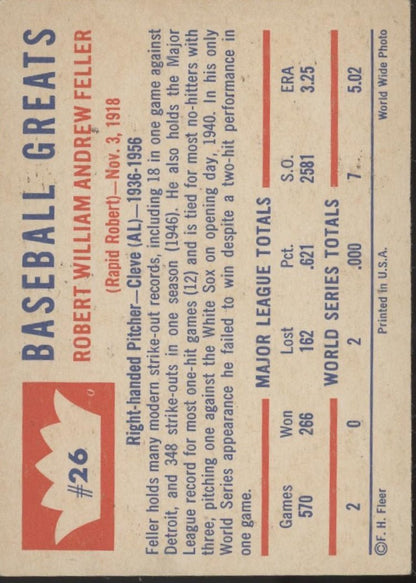 BASEBALL GREATS
#26
ROBERT WILLIAM ANDREW FELLER
(Rapid Robert)—Nov. 3, 1918
Right-handed Pitcher—Cleve (AL)—1936-1956
Feller holds many modern strike-out records, including 18 in one game against
Detroit, and 348 strike-outs in one season (1946). He also holds the Major
League record for most one-hit games (12) and is tied for most no-hitters with
three, pitching one against the White Sox on opening day, 1940. In his only
World Series appearance he failed to win despite a two-hit performance in
one game.
MAJOR LEAGUE TOTALS
Games Won Lost Pct. S.O. ERA
570 266 162 .621 2581 3.25
WORLD SERIES TOTALS
2 0 2 .000 7 5.02
©F. H. Fleer Printed in U.S.A. World Wide Photo